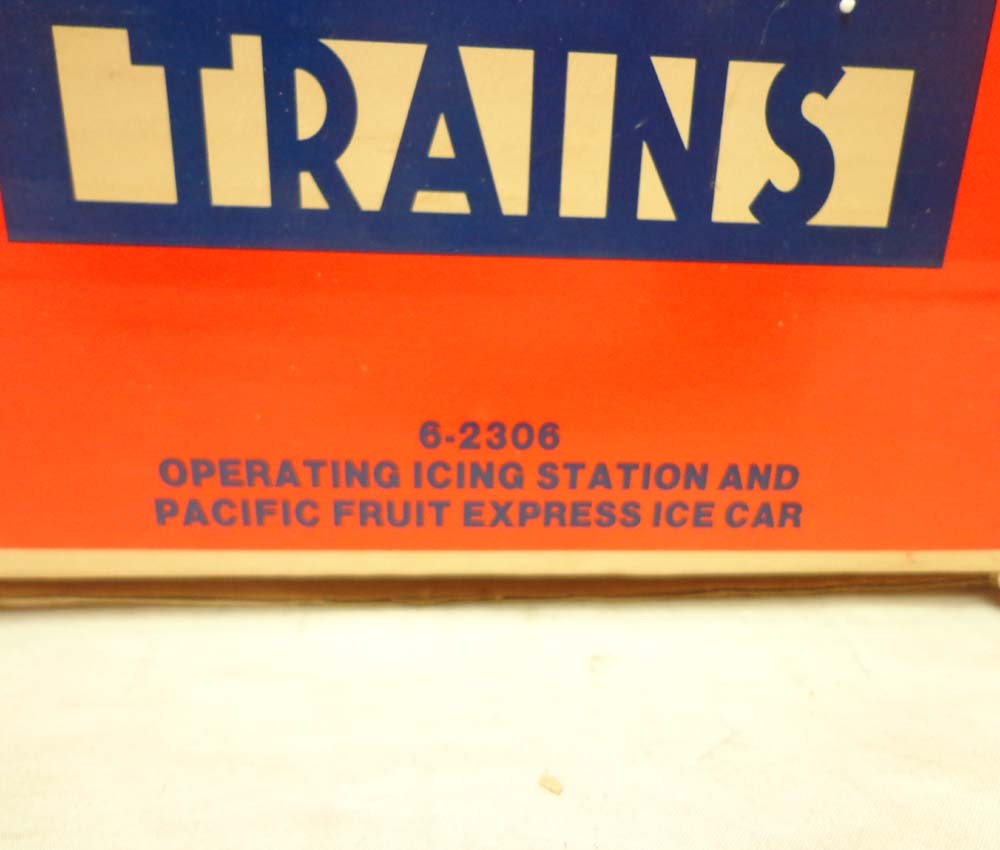 TRAINS
6-2306
OPERATING ICING STATION AND
PACIFIC FRUIT EXPRESS ICE CAR